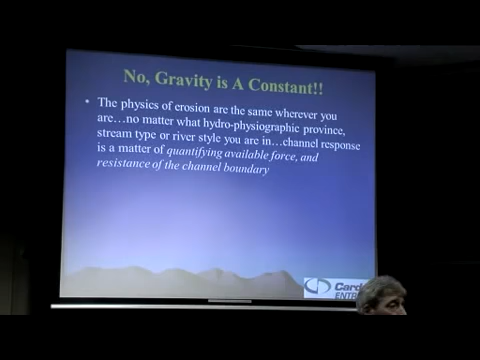 No, Gravity is A Constant!!
• The physics of erosion are the same wherever you
are…no matter what hydro-physiographic province,
stream type or river style you are in…channel response
is a matter of quantifying available force, and
resistance of the channel boundary
Card
ENTR